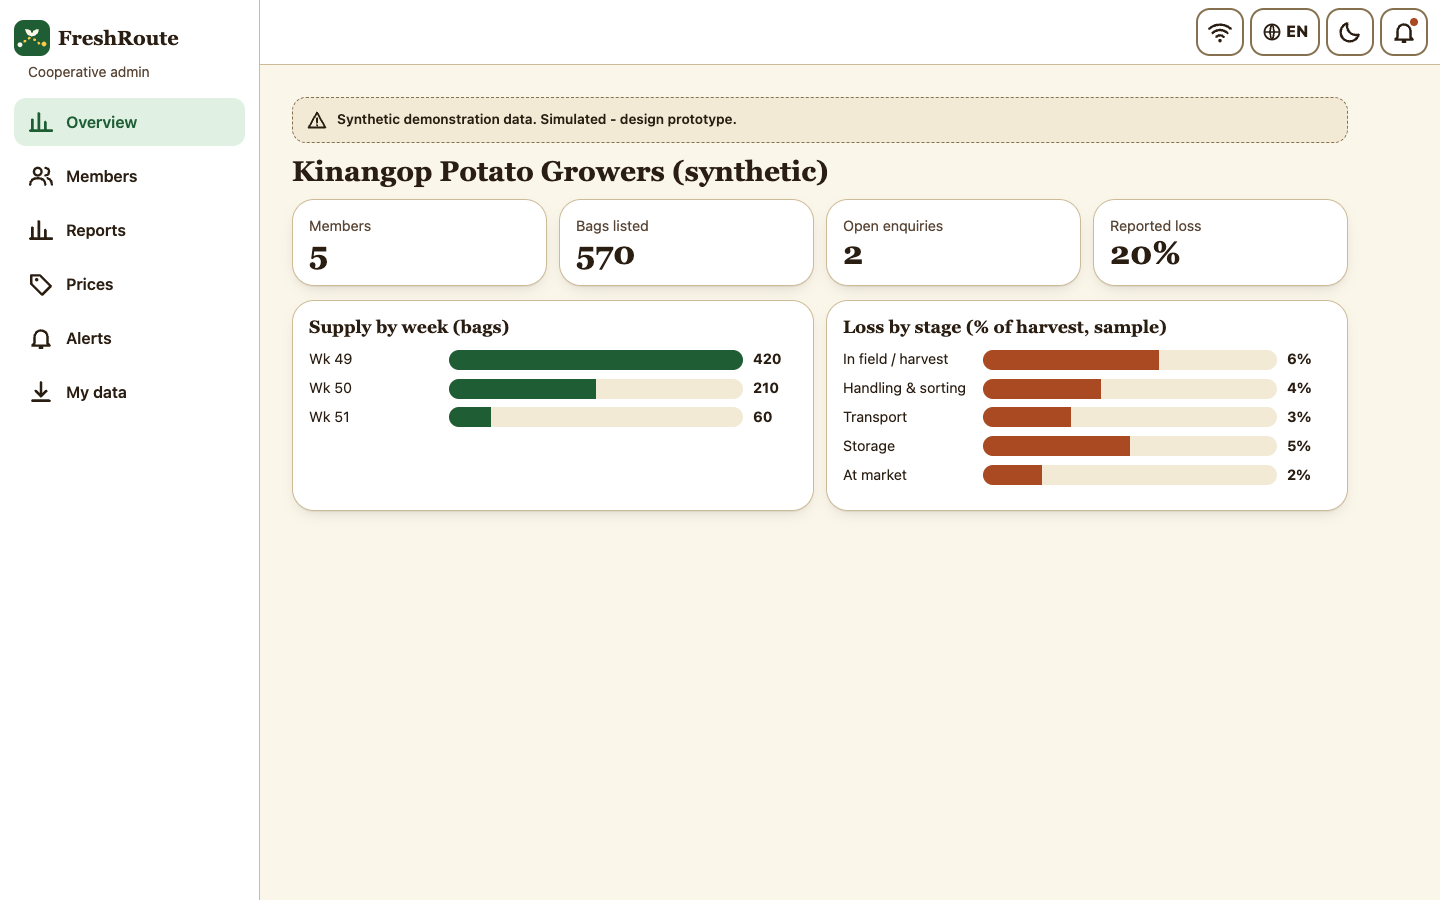 FreshRoute
Cooperative admin
Overview
Members
Reports
Prices
Alerts
My data
EN
Synthetic demonstration data. Simulated - design prototype.
Kinangop Potato Growers (synthetic)
Members
5
Bags listed
570
Open enquiries
2
Reported loss
20%
Supply by week (bags)
Wk 49 420
Wk 50 210
Wk 51 60
Loss by stage (% of harvest, sample)
In field / harvest 6%
Handling & sorting 4%
Transport 3%
Storage 5%
At market 2%